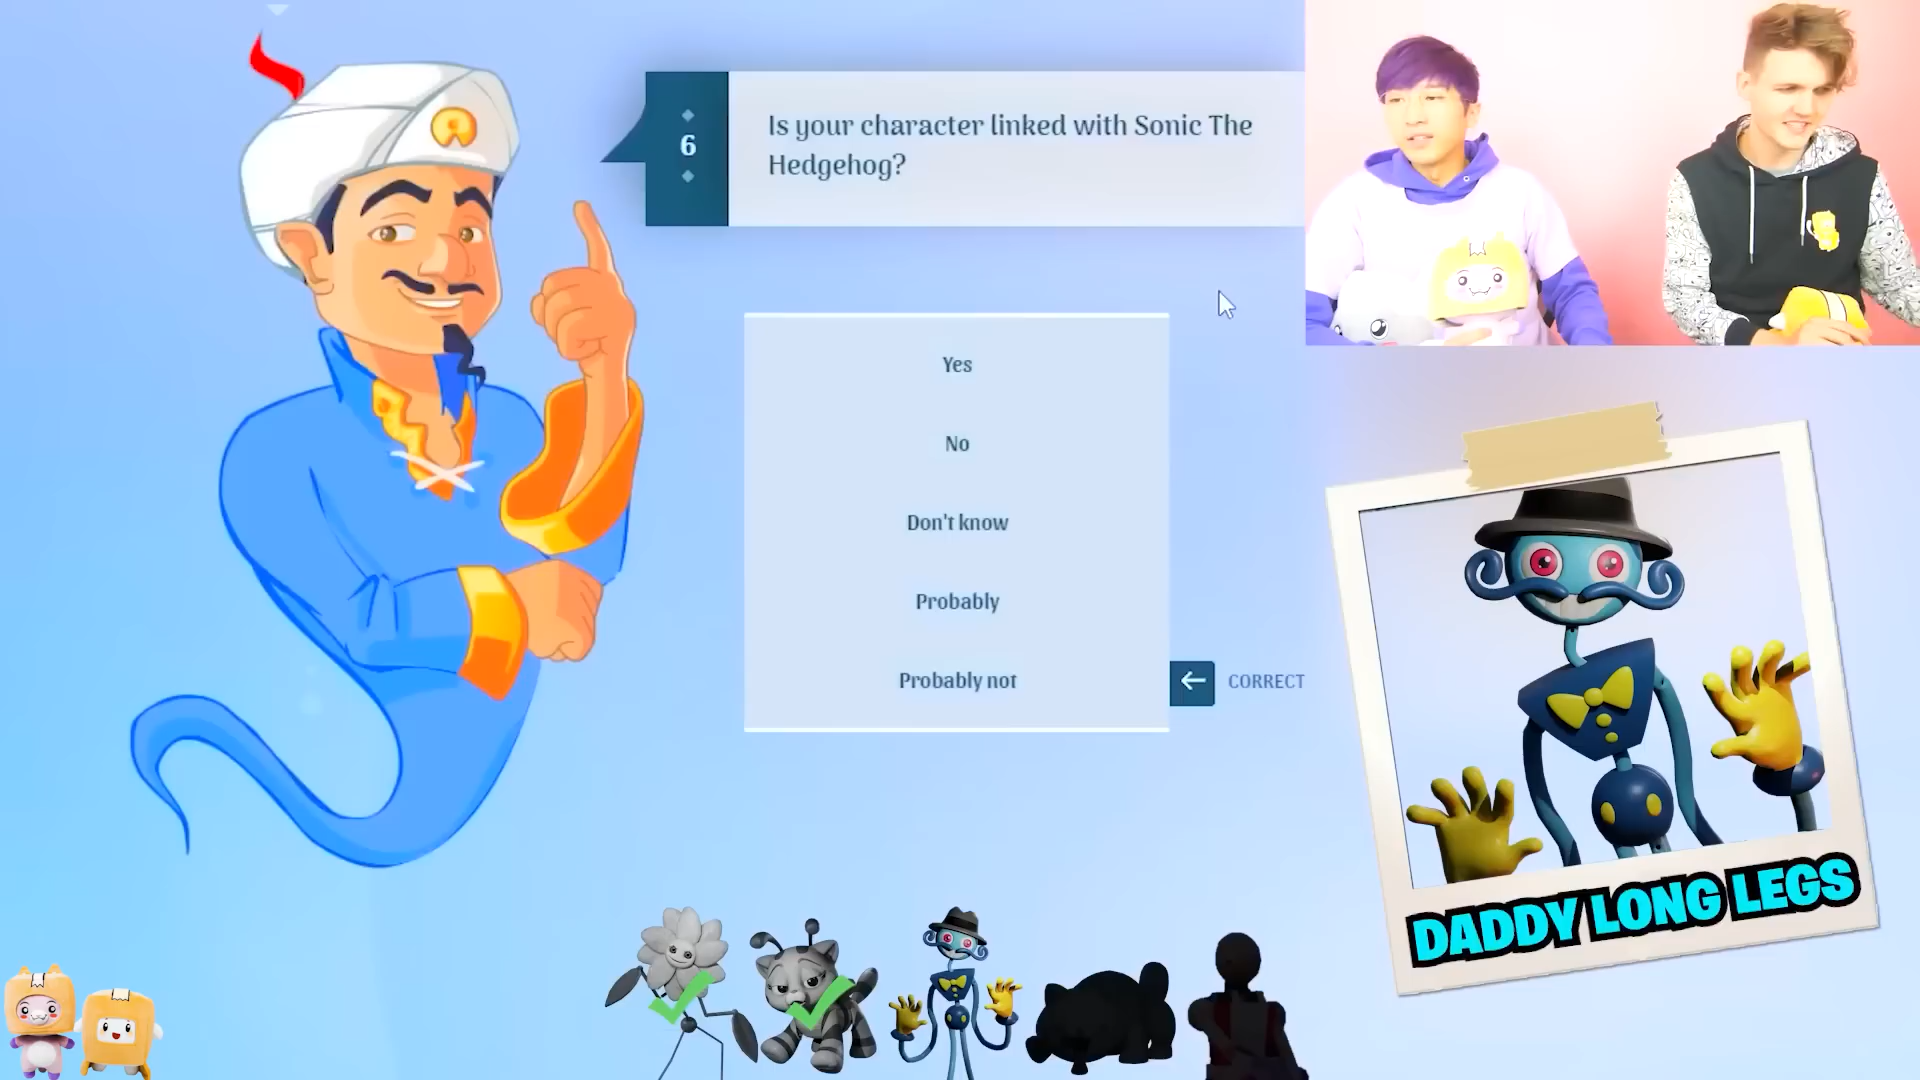 6
Is your character linked with Sonic The
Hedgehog?
Yes
No
Don't know
Probably
Probably not
CORRECT
DADDY LONG LEGS